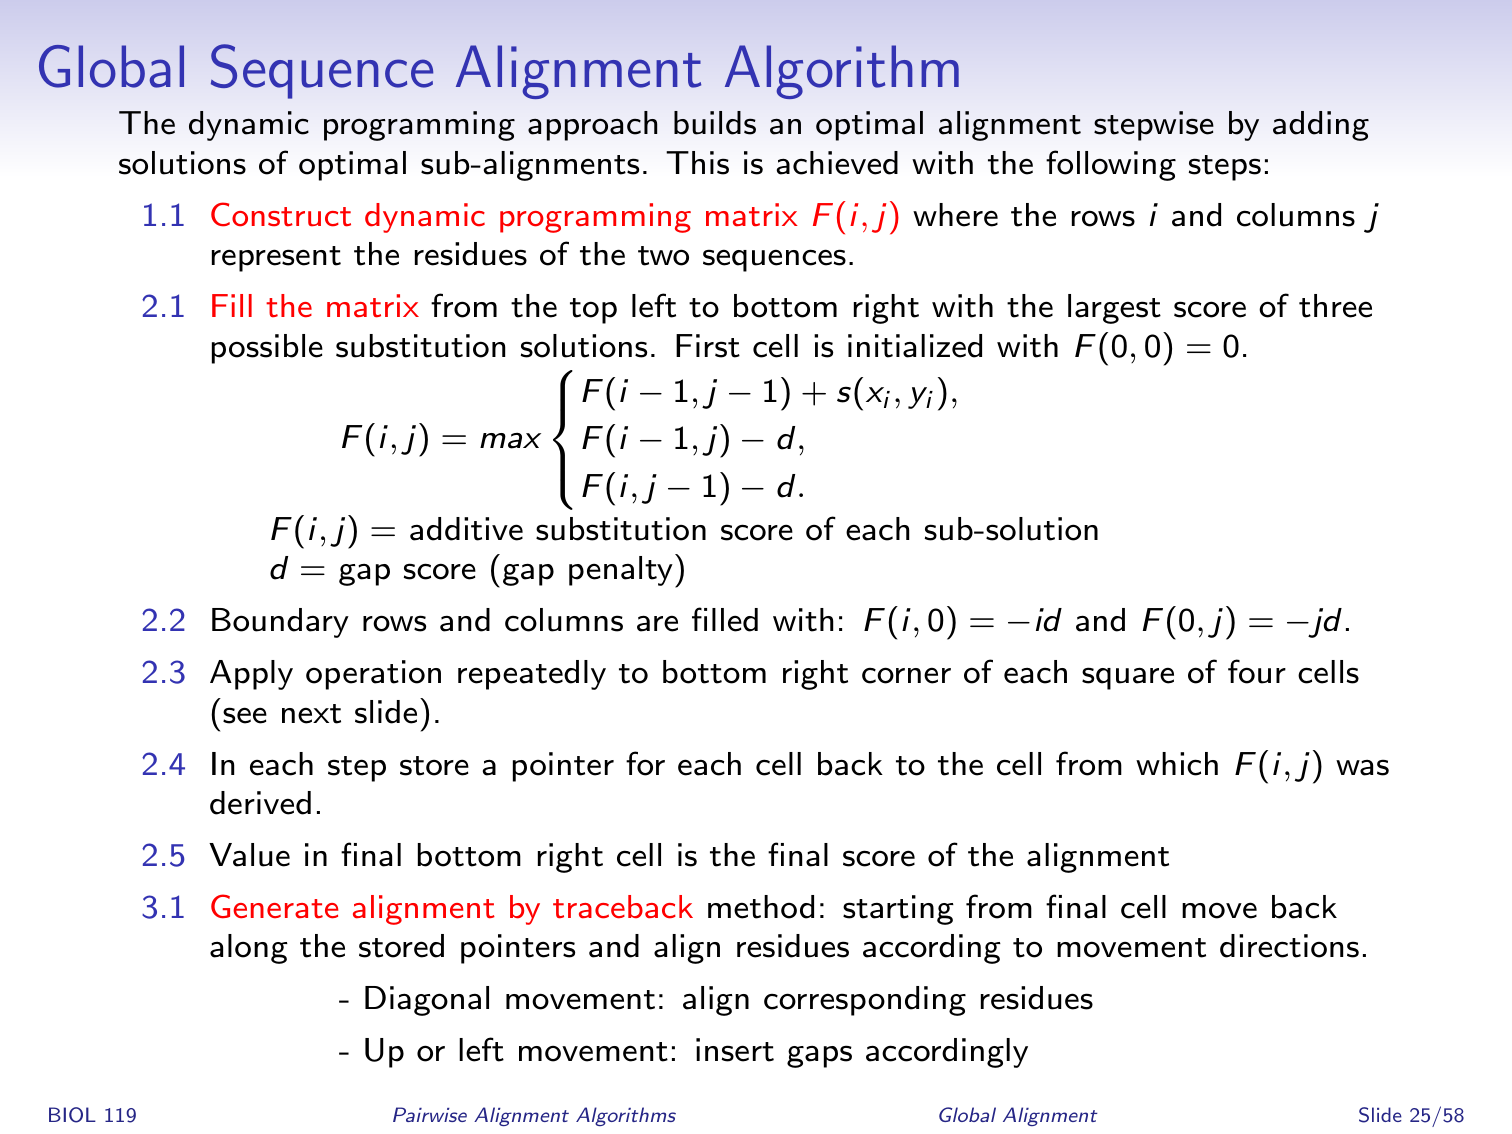 Global Sequence Alignment Algorithm
The dynamic programming approach builds an optimal alignment stepwise by adding
solutions of optimal sub-alignments. This is achieved with the following steps:
1.1 Construct dynamic programming matrix F(i, j) where the rows i and columns j
represent the residues of the two sequences.
2.1 Fill the matrix from the top left to bottom right with the largest score of three
possible substitution solutions. First cell is initialized with F(0, 0) = 0.
F(i − 1, j − 1) + s(xᵢ, yᵢ),
F(i, j) = max { F(i − 1, j) − d,
F(i, j − 1) − d.
F(i, j) = additive substitution score of each sub-solution
d = gap score (gap penalty)
2.2 Boundary rows and columns are filled with: F(i, 0) = −id and F(0, j) = −jd.
2.3 Apply operation repeatedly to bottom right corner of each square of four cells
(see next slide).
2.4 In each step store a pointer for each cell back to the cell from which F(i, j) was
derived.
2.5 Value in final bottom right cell is the final score of the alignment
3.1 Generate alignment by traceback method: starting from final cell move back
along the stored pointers and align residues according to movement directions.
- Diagonal movement: align corresponding residues
- Up or left movement: insert gaps accordingly
BIOL 119 Pairwise Alignment Algorithms Global Alignment Slide 25/58